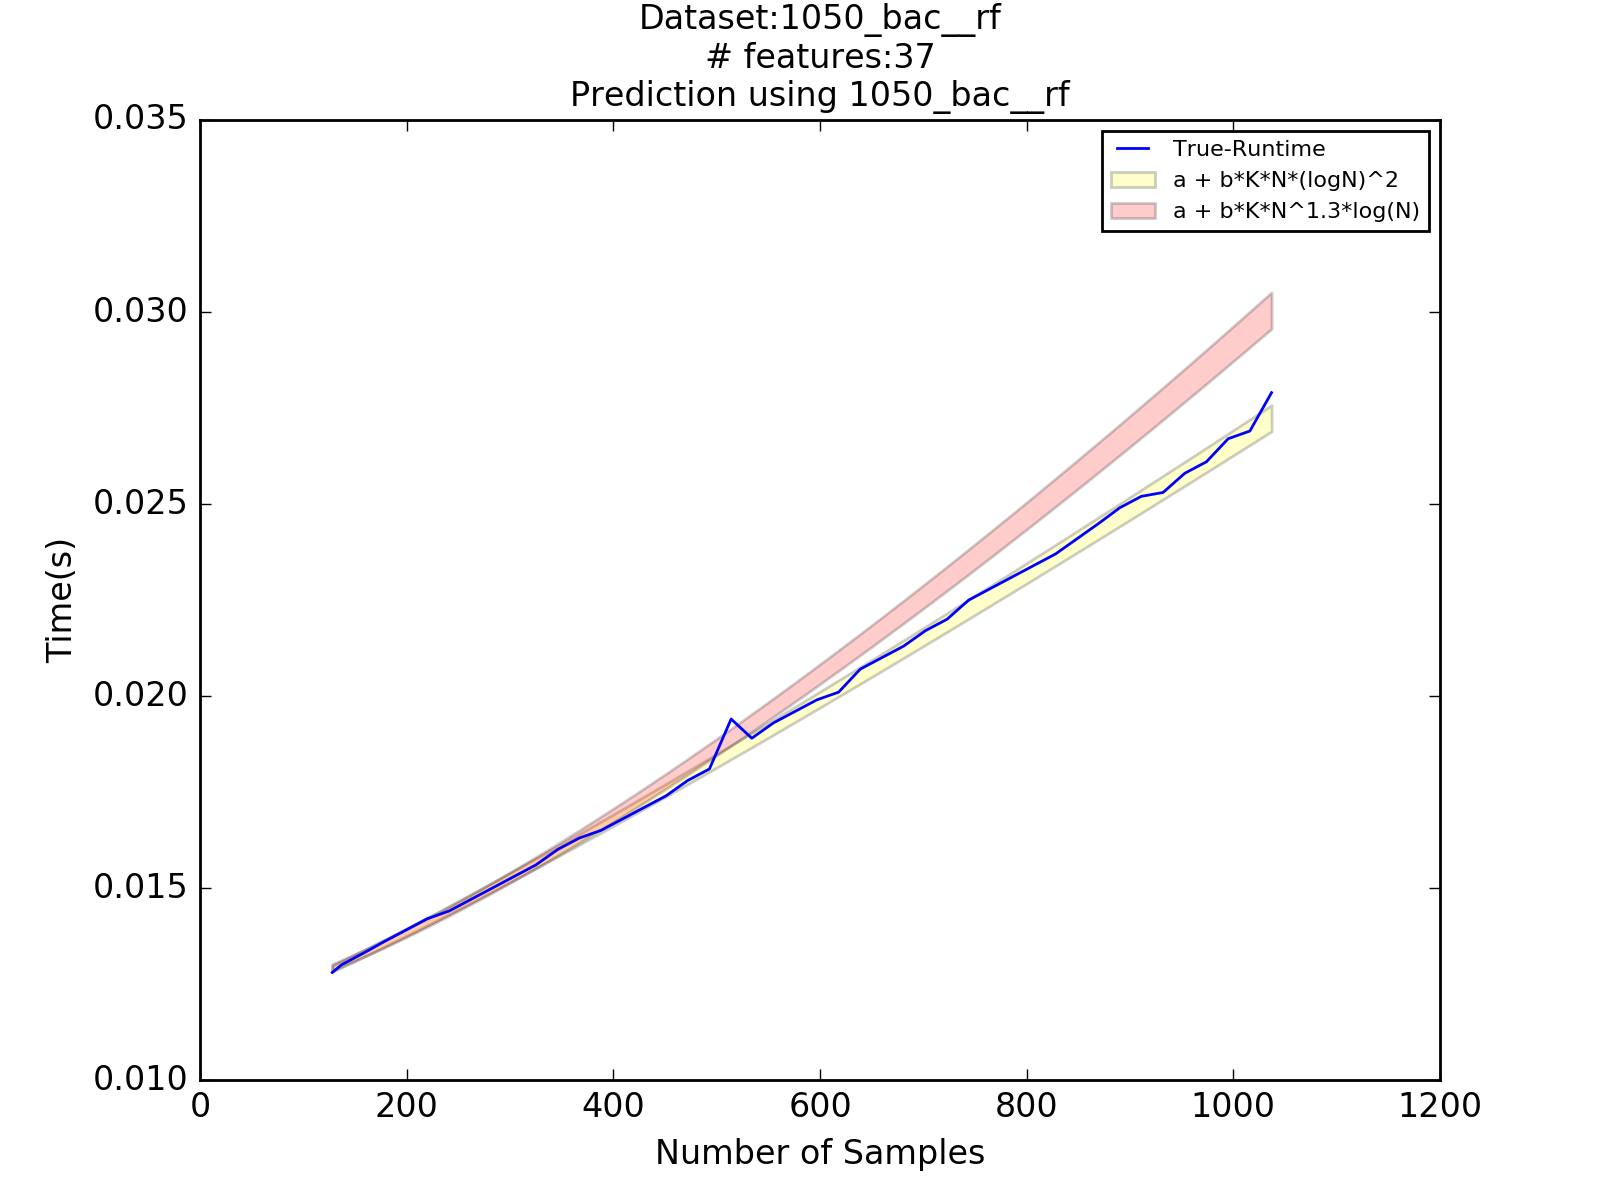 Dataset:1050_bac__rf
# features:37
Prediction using 1050_bac__rf
0.035
0.030
0.025
0.020
0.015
0.010
Time(s)
True-Runtime
a + b*K*N*(logN)^2
a + b*K*N^1.3*log(N)
0 200 400 600 800 1000 1200
Number of Samples